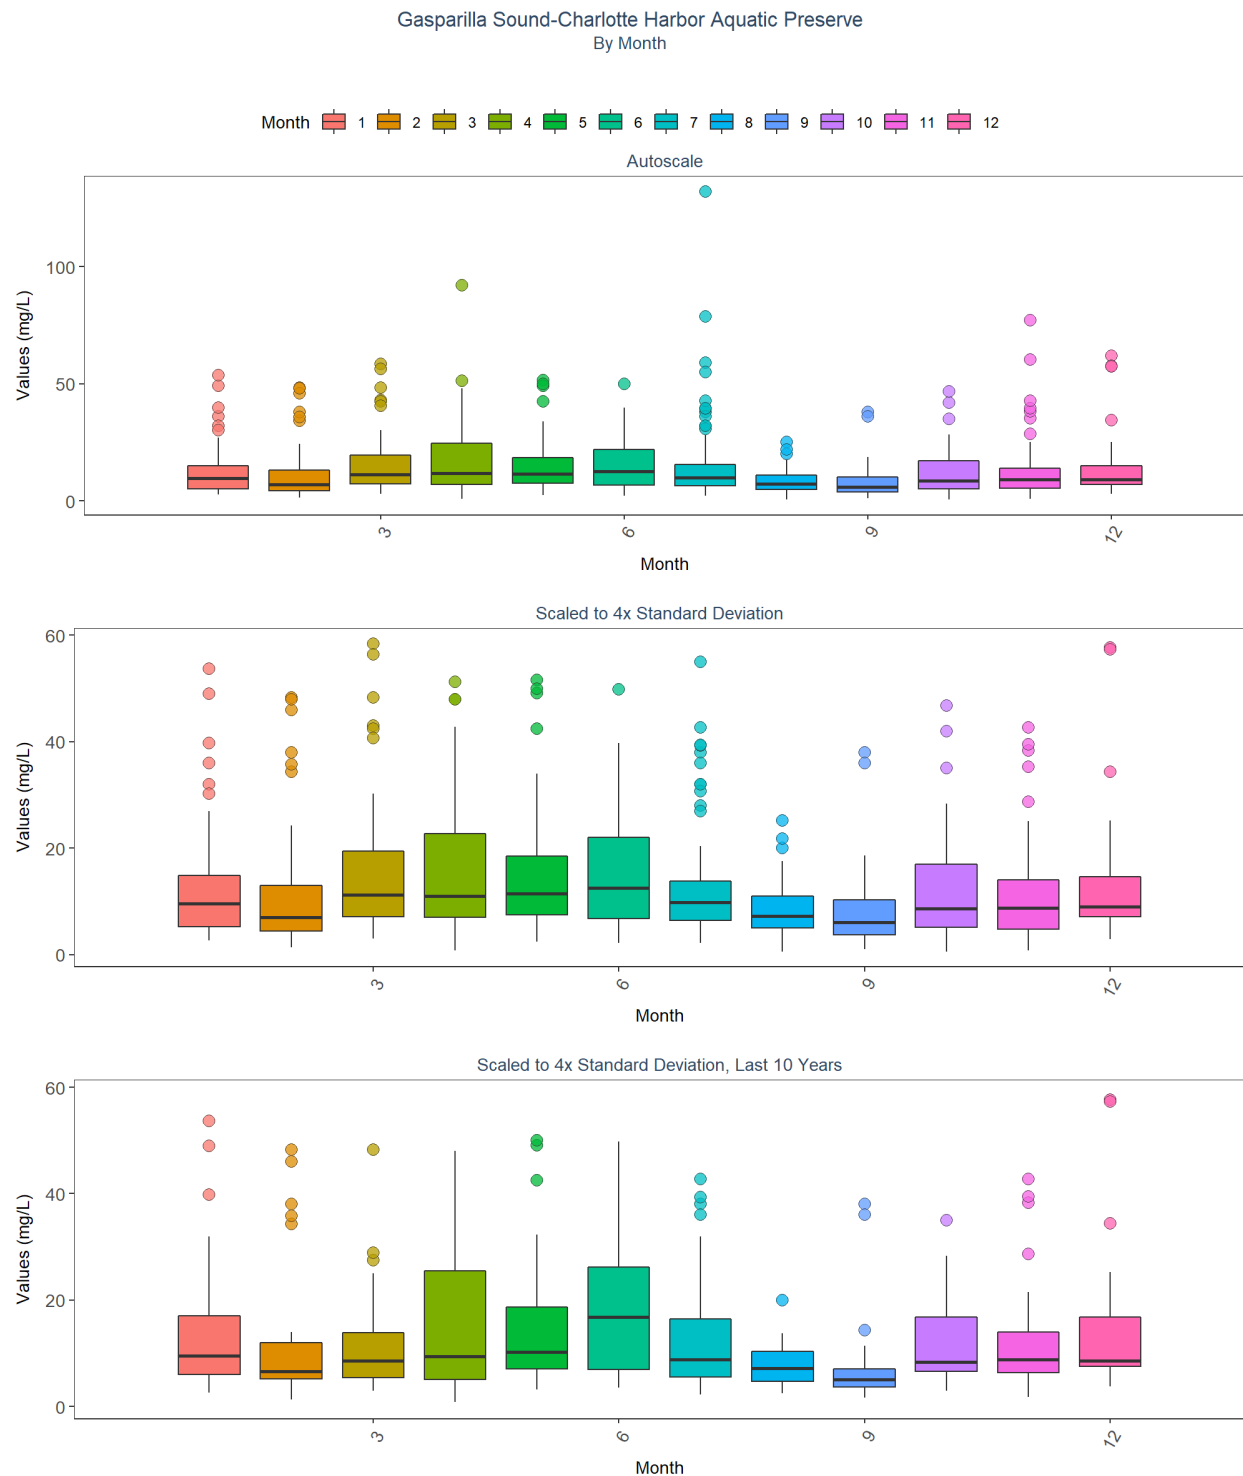 Gasparilla Sound-Charlotte Harbor Aquatic Preserve
By Month
Month 1 2 3 4 5 6 7 8 9 10 11 12
Autoscale
100
50
0
Values (mg/L)
3 6 9 12
Month
Scaled to 4x Standard Deviation
60
40
20
0
Values (mg/L)
3 6 9 12
Month
Scaled to 4x Standard Deviation, Last 10 Years
60
40
20
0
Values (mg/L)
3 6 9 12
Month